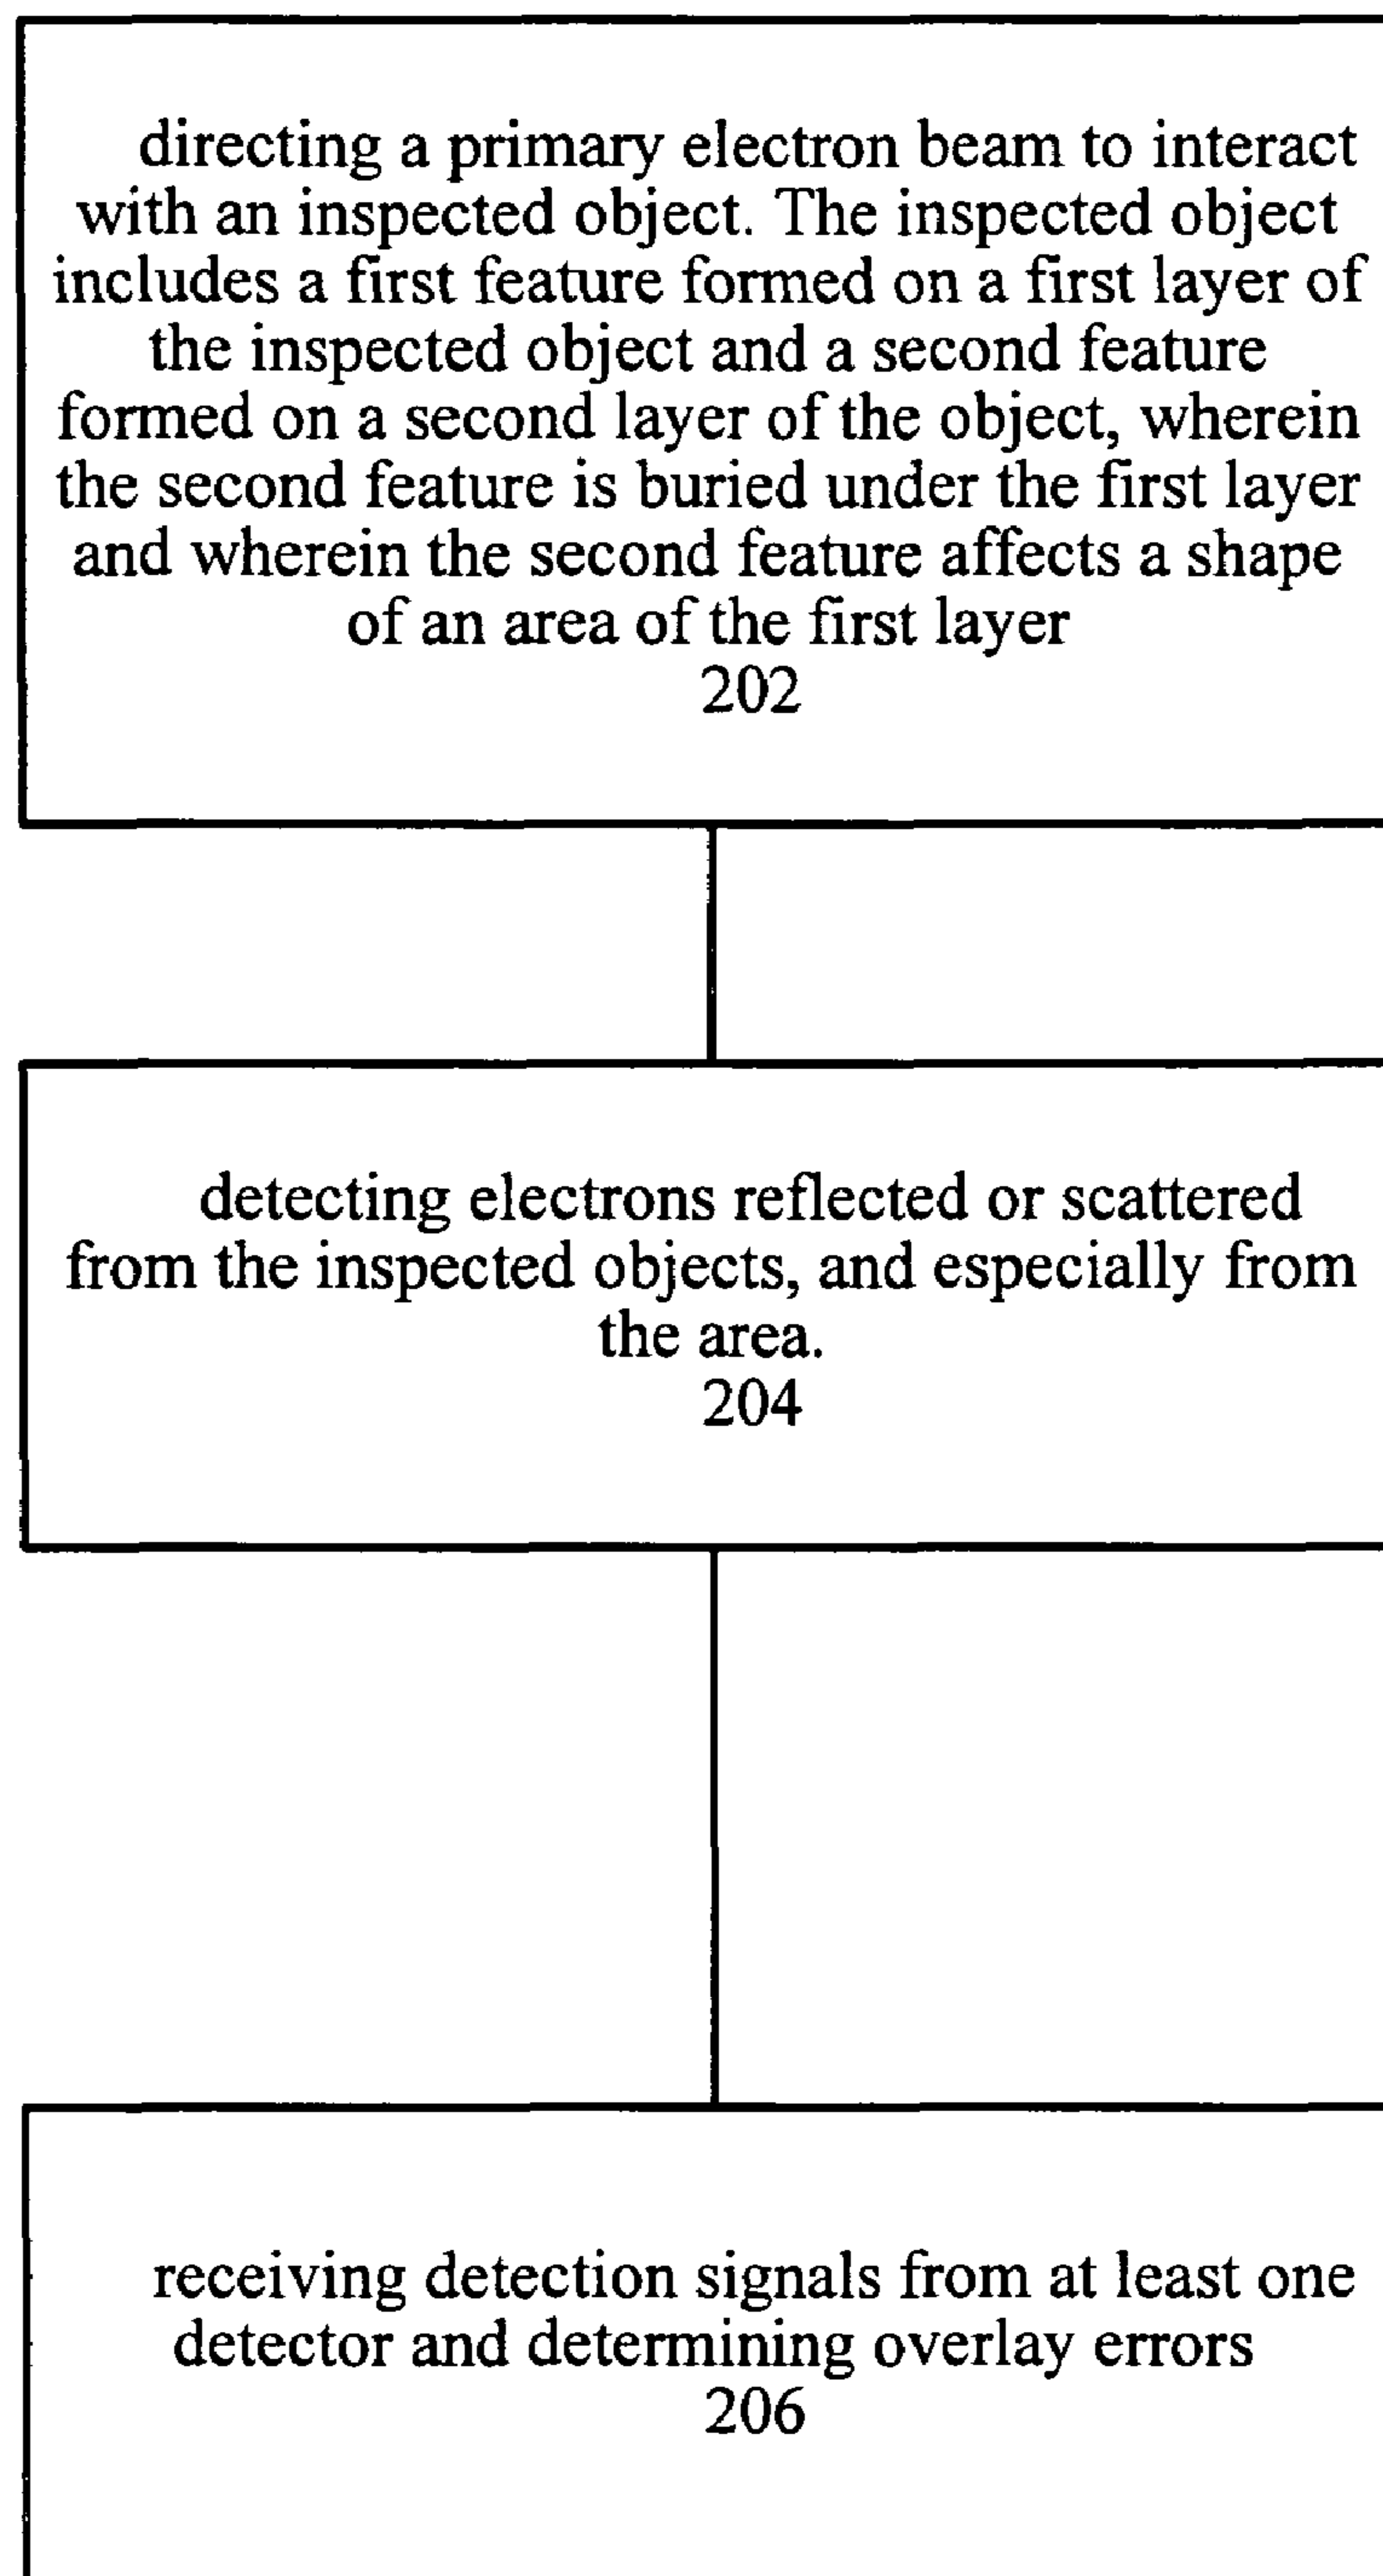 directing a primary electron beam to interact
with an inspected object. The inspected object
includes a first feature formed on a first layer of
the inspected object and a second feature
formed on a second layer of the object, wherein
the second feature is buried under the first layer
and wherein the second feature affects a shape
of an area of the first layer
202
detecting electrons reflected or scattered
from the inspected objects, and especially from
the area.
204
receiving detection signals from at least one
detector and determining overlay errors
206